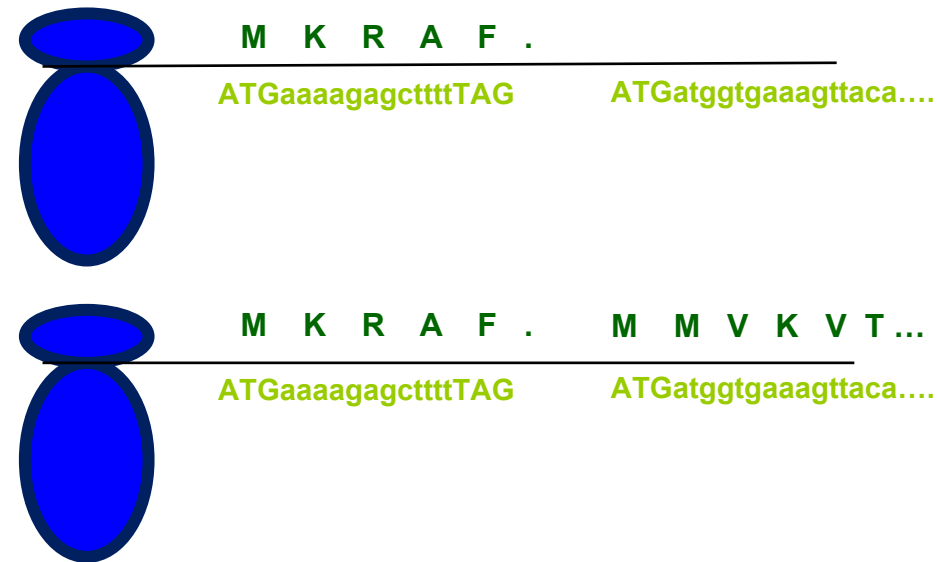 M K R A F .
ATGaaaagagcttttTAG ATGatggtgaaagttaca….
M K R A F . M M V K V T…
ATGaaaagagcttttTAG ATGatggtgaaagttaca….